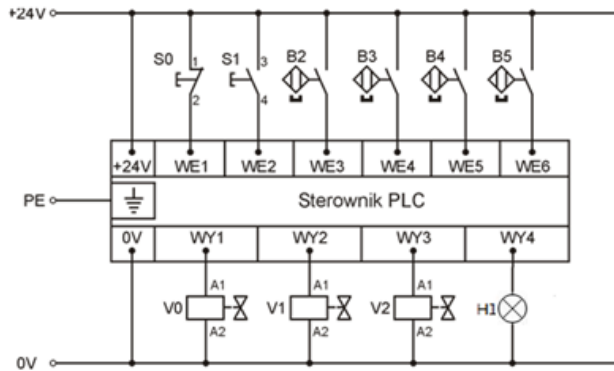 +24V
S0 1 2
S1 3 4
B2
B3
B4
B5
+24V WE1 WE2 WE3 WE4 WE5 WE6
PE
Sterownik PLC
0V WY1 WY2 WY3 WY4
V0 A1 A2
V1 A1 A2
V2 A1 A2
H1
0V